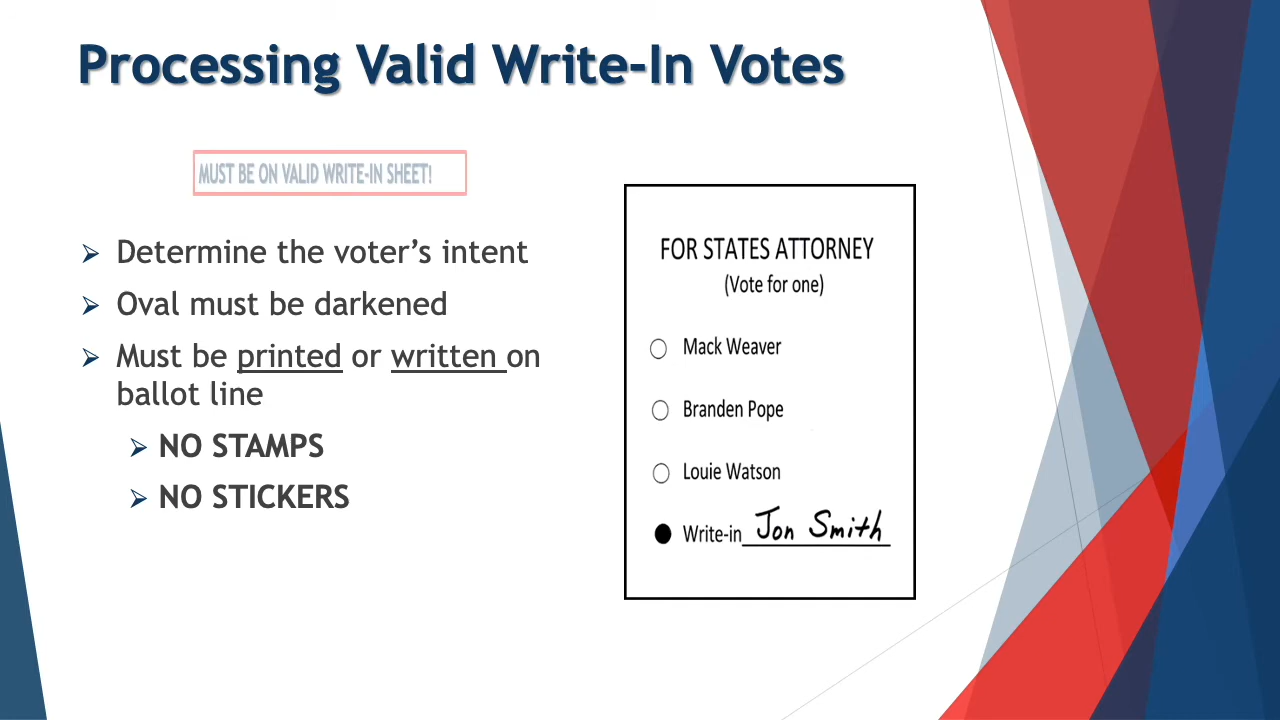 Processing Valid Write-In Votes
MUST BE ON VALID WRITE-IN SHEET!
Determine the voter’s intent
Oval must be darkened
Must be printed or written on
ballot line
NO STAMPS
NO STICKERS
FOR STATES ATTORNEY
(Vote for one)
Mack Weaver
Branden Pope
Louie Watson
Write-in Jon Smith